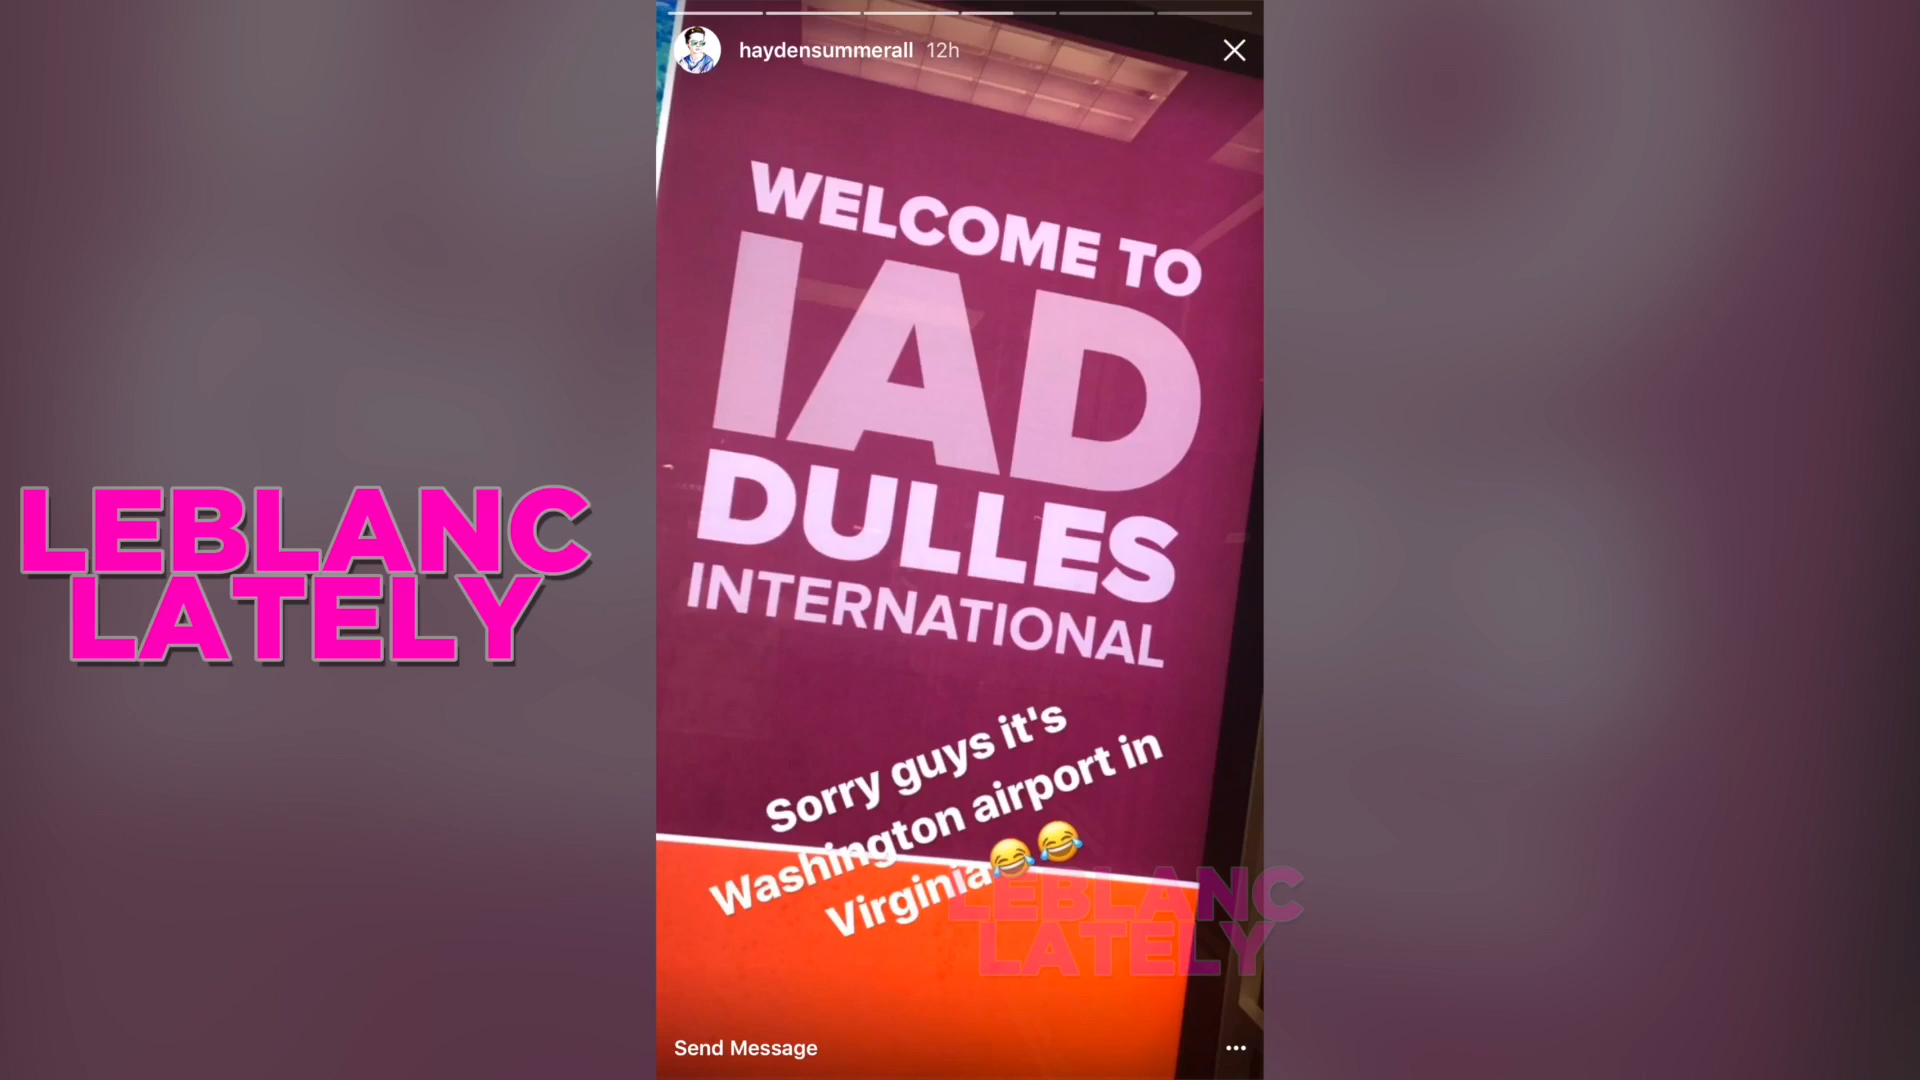 haydensummerall 12h
WELCOME TO
IAD
DULLES
INTERNATIONAL
Sorry guys it's
Washington airport in
Virginia😂😂
LEBLANC
LATELY
LEBLANC
LATELY
Send Message